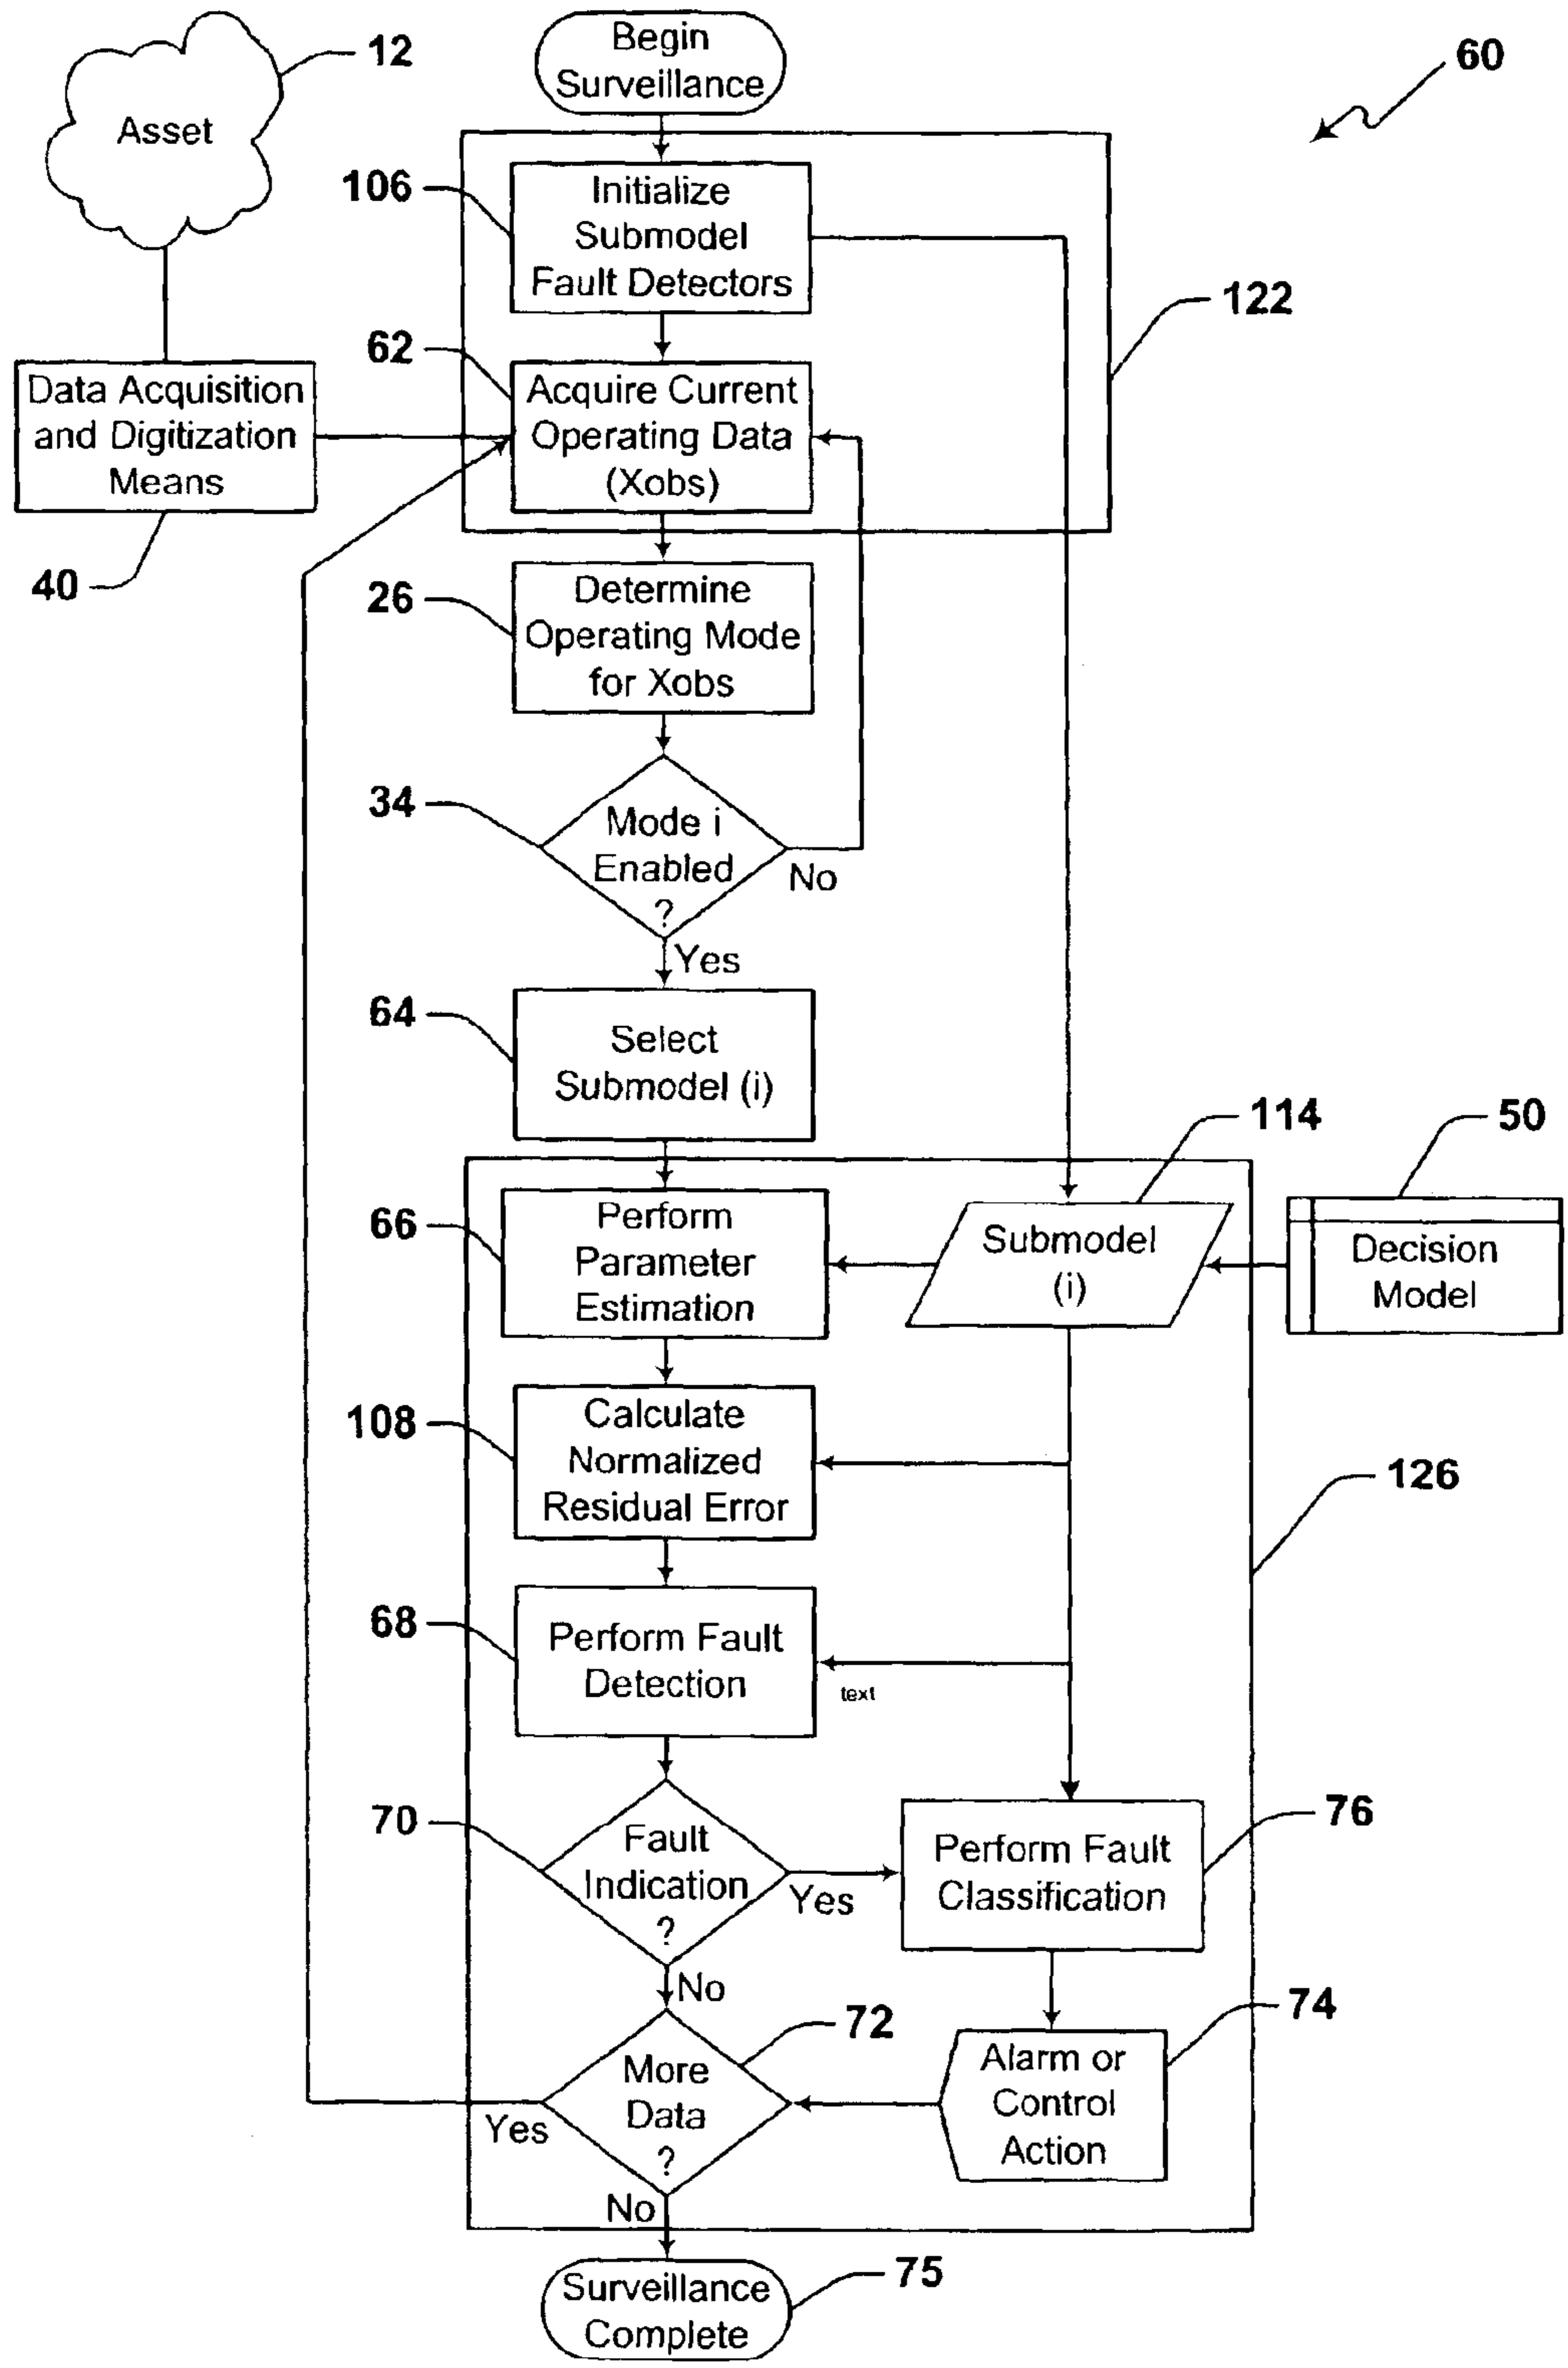 Begin
Surveillance
12
60
Asset
106
Initialize
Submodel
Fault Detectors
122
62
Acquire Current
Operating Data
(Xobs)
Data Acquisition
and Digitization
Means
40
26
Determine
Operating Mode
for Xobs
34
Mode i
Enabled
?
No
Yes
64
Select
Submodel (i)
114
50
66
Perform
Parameter
Estimation
Submodel
(i)
Decision
Model
108
Calculate
Normalized
Residual Error
126
68
Perform Fault
Detection
text
70
Fault
Indication
?
Yes
No
76
Perform Fault
Classification
72
74
More
Data
?
Yes
No
Alarm or
Control
Action
75
Surveillance
Complete